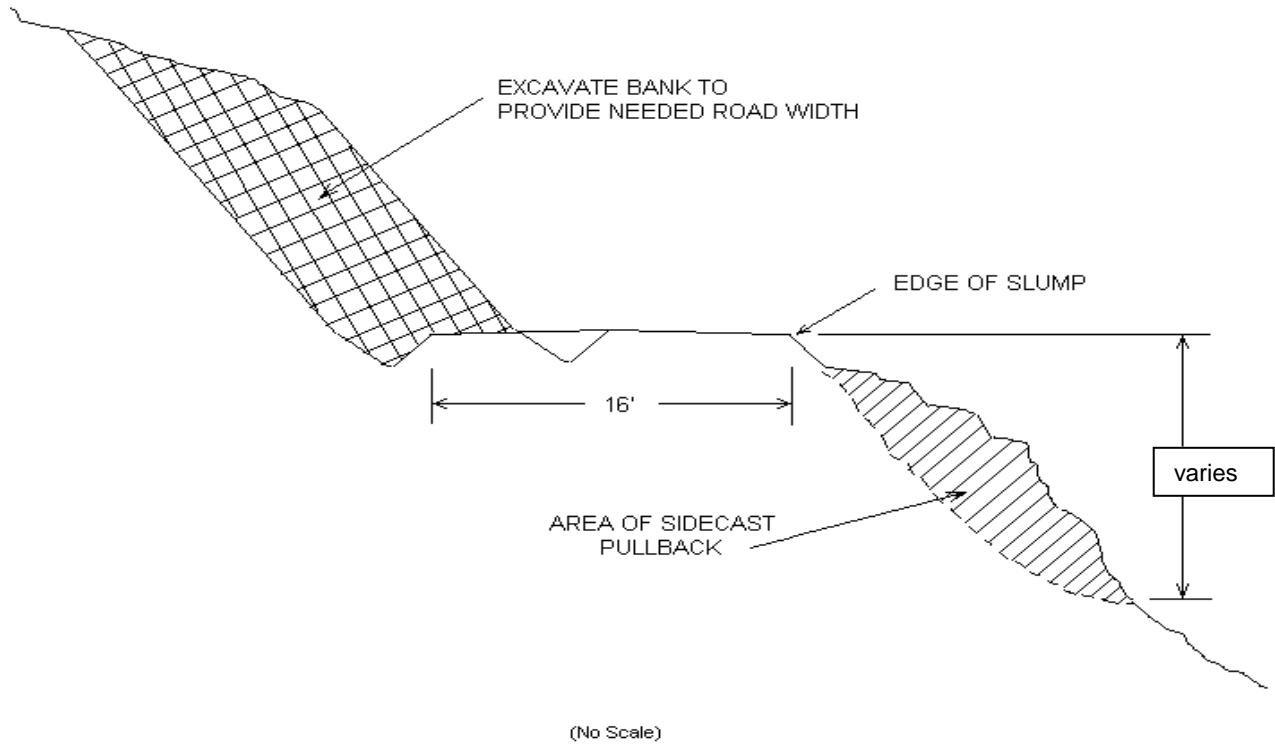 EXCAVATE BANK TO
PROVIDE NEEDED ROAD WIDTH
EDGE OF SLUMP
16'
varies
AREA OF SIDECAST
PULLBACK
(No Scale)